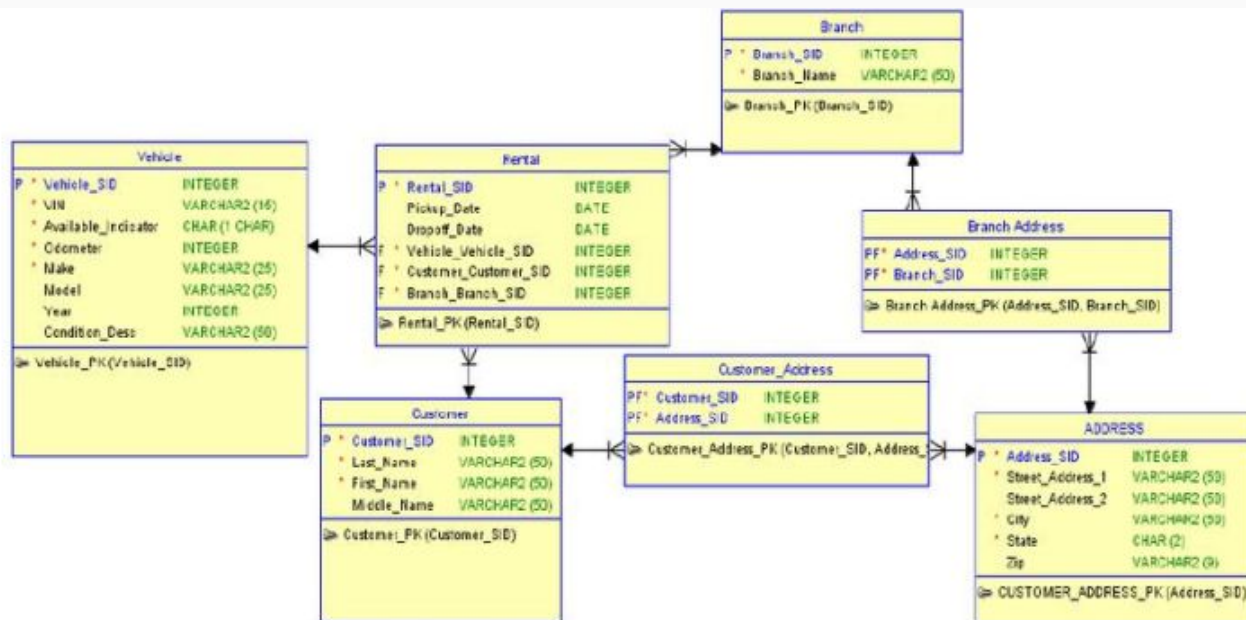 Branch
P * Branch_SID INTEGER
* Branch_Name VARCHAR2 (50)
Branch_PK (Branch_SID)
Vehicle
P * Vehicle_SID INTEGER
* VIN VARCHAR2 (16)
* Available_Indicator CHAR (1 CHAR)
* Odometer INTEGER
* Make VARCHAR2 (25)
Model VARCHAR2 (25)
Year INTEGER
Condition_Desc VARCHAR2 (50)
Vehicle_PK (Vehicle_SID)
Rental
P * Rental_SID INTEGER
Pickup_Date DATE
Dropoff_Date DATE
F * Vehicle_Vehicle_SID INTEGER
F * Customer_Customer_SID INTEGER
F * Branch_Branch_SID INTEGER
Rental_PK (Rental_SID)
Branch Address
PF* Address_SID INTEGER
PF* Branch_SID INTEGER
Branch Address_PK (Address_SID, Branch_SID)
Customer_Address
PF* Customer_SID INTEGER
PF* Address_SID INTEGER
Customer_Address_PK (Customer_SID, Address_
Customer
P * Customer_SID INTEGER
* Last_Name VARCHAR2 (50)
* First_Name VARCHAR2 (50)
Middle_Name VARCHAR2 (50)
Customer_PK (Customer_SID)
ADDRESS
P * Address_SID INTEGER
* Street_Address_1 VARCHAR2 (50)
Street_Address_2 VARCHAR2 (50)
* City VARCHAR2 (50)
* State CHAR (2)
Zip VARCHAR2 (9)
CUSTOMER_ADDRESS_PK (Address_SID)